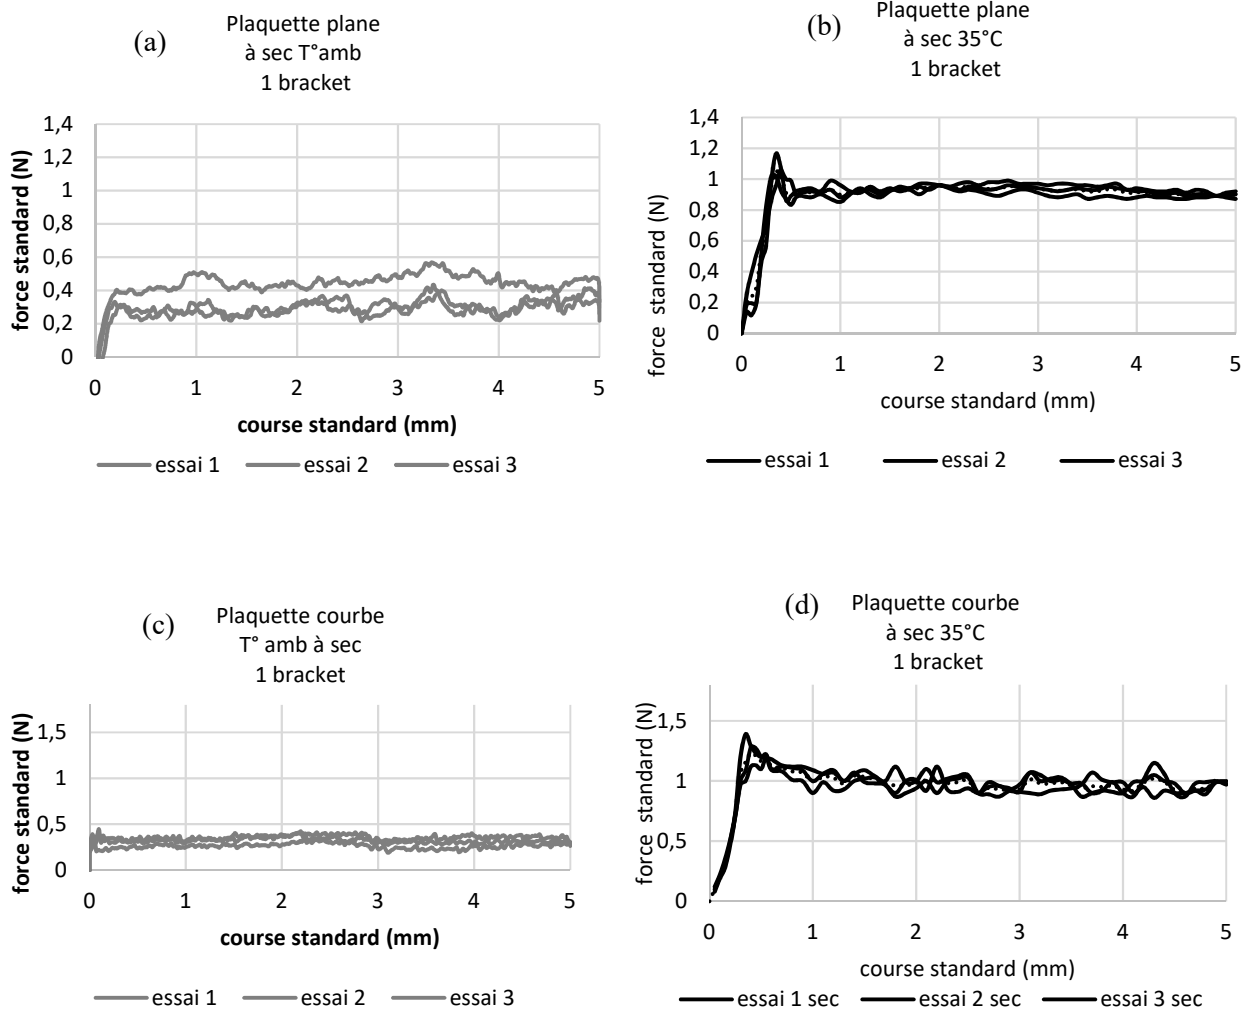 (a)
Plaquette plane
à sec T°amb
1 bracket
force standard (N)
1,4
1,2
1
0,8
0,6
0,4
0,2
0
0 1 2 3 4 5
course standard (mm)
essai 1 essai 2 essai 3
(b)
Plaquette plane
à sec 35°C
1 bracket
force standard (N)
1,4
1,2
1
0,8
0,6
0,4
0,2
0
0 1 2 3 4 5
course standard (mm)
essai 1 essai 2 essai 3
(c)
Plaquette courbe
T° amb à sec
1 bracket
force standard (N)
1,5
1
0,5
0
0 1 2 3 4 5
course standard (mm)
essai 1 essai 2 essai 3
(d)
Plaquette courbe
à sec 35°C
1 bracket
force standard (N)
1,5
1
0,5
0
0 1 2 3 4 5
course standard (mm)
essai 1 sec essai 2 sec essai 3 sec